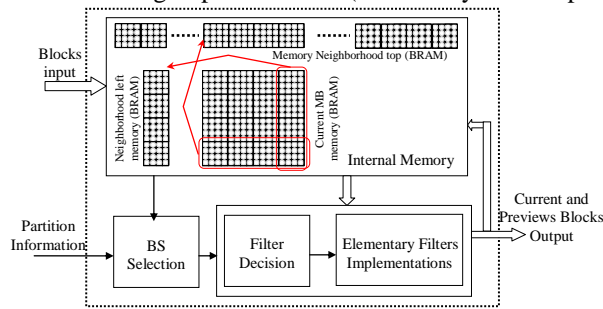 Blocks
input
Memory Neighborhood top (BRAM)
Neighborhood left
memory (BRAM)
Current MB
memory (BRAM)
Internal Memory
Partition
Information
BS
Selection
Filter
Decision
Elementary Filters
Implementations
Current and
Previews Blocks
Output